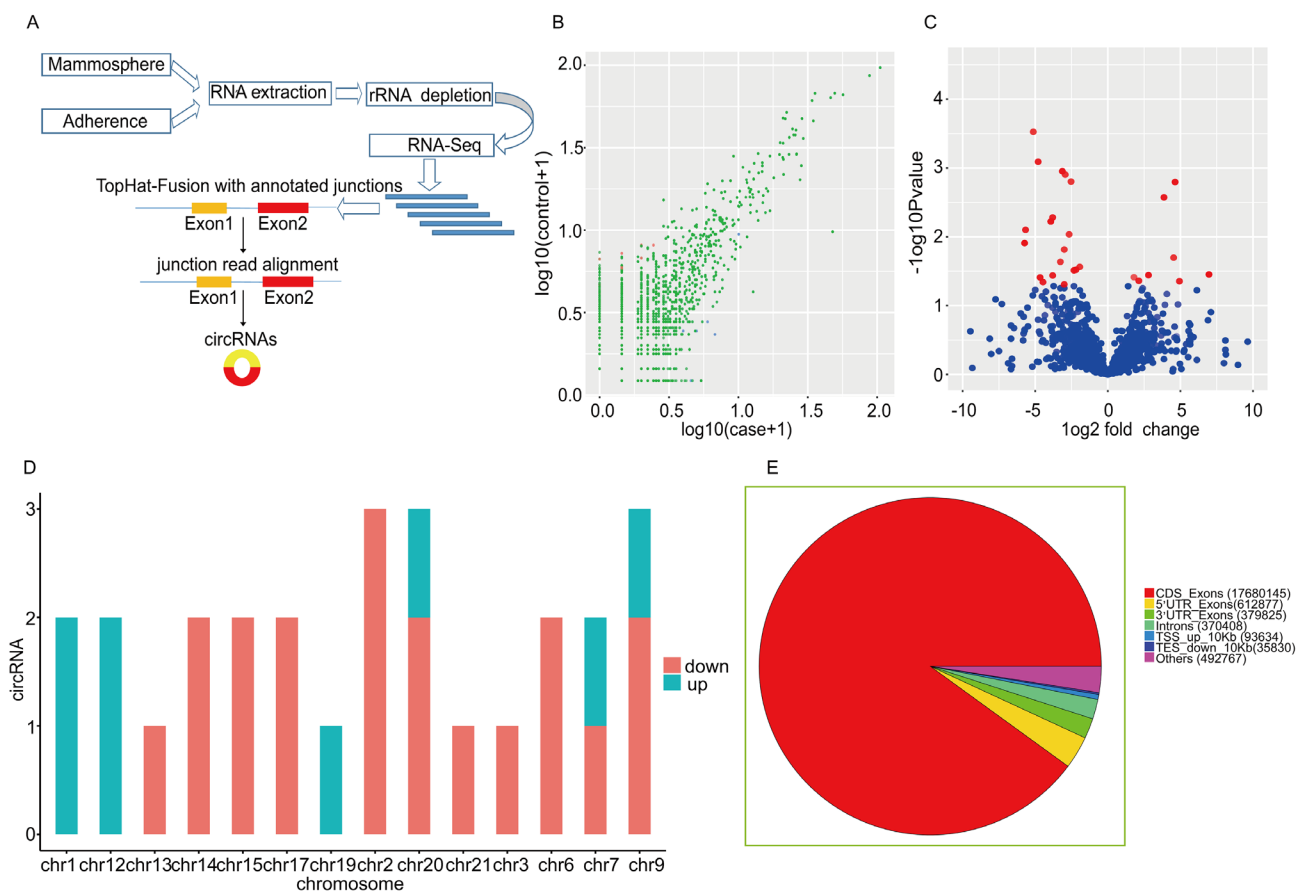 A
Mammosphere
Adherence
RNA extraction
rRNA depletion
RNA-Seq
TopHat-Fusion with annotated junctions
Exon1 Exon2
junction read alignment
Exon1 Exon2
circRNAs
B
log10(control+1)
2.0
1.5
1.0
0.5
0.0
0.0 0.5 1.0 1.5 2.0
log10(case+1)
C
-1og10Pvalue
4
3
2
1
0
-10 -5 0 5 10
1og2 fold change
D
circRNA
3
2
1
0
chr1 chr12 chr13 chr14 chr15 chr17 chr19 chr2 chr20 chr21 chr3 chr6 chr7 chr9
chromosome
down
up
E
CDS_Exons (17680145)
5'UTR_Exons(612877)
3'UTR_Exons (379825)
Introns (370408)
TSS_up_10Kb (93634)
TES_down_10Kb(35830)
Others (492767)